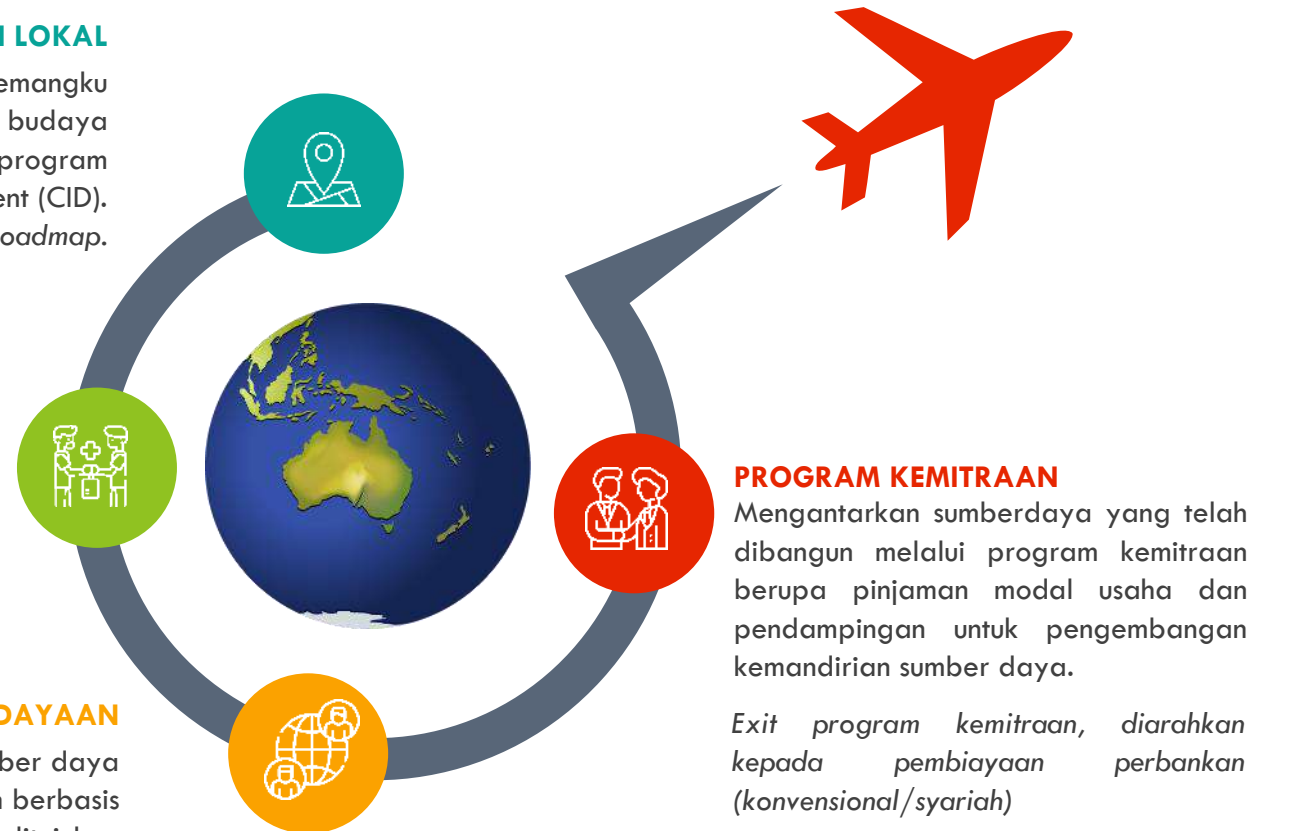 LOKAL
emangku
budaya
program
ent (CID).
oadmap.
PROGRAM KEMITRAAN
Mengantarkan sumberdaya yang telah
dibangun melalui program kemitraan
berupa pinjaman modal usaha dan
pendampingan untuk pengembangan
kemandirian sumber daya.
Exit program kemitraan, diarahkan
kepada pembiayaan perbankan
(konvensional/syariah)
DAYAAN
ber daya
berbasis